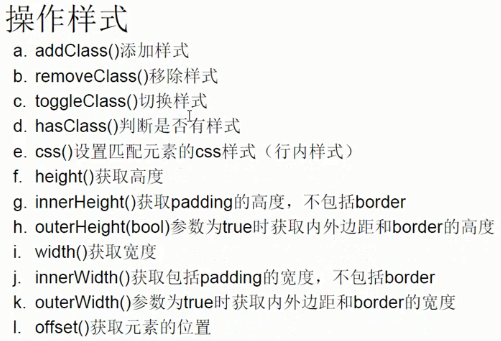 操作样式
a. addClass()添加样式
b. removeClass()移除样式
c. toggleClass()切换样式
d. hasClass()判断是否有样式
e. css()设置匹配元素的css样式（行内样式）
f. height()获取高度
g. innerHeight()获取padding的高度，不包括border
h. outerHeight(bool)参数为true时获取内外边距和border的高度
i. width()获取宽度
j. innerWidth()获取包括padding的宽度，不包括border
k. outerWidth()参数为true时获取内外边距和border的宽度
l. offset()获取元素的位置